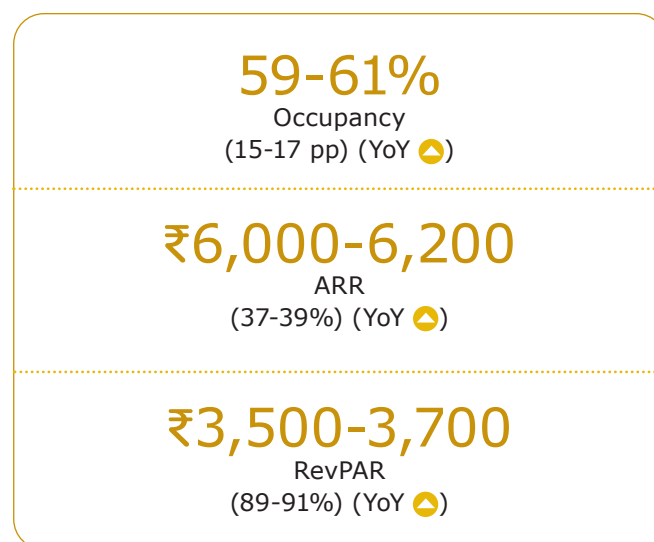 59-61%
Occupancy
(15-17 pp) (YoY )
₹6,000-6,200
ARR
(37-39%) (YoY )
₹3,500-3,700
RevPAR
(89-91%) (YoY )